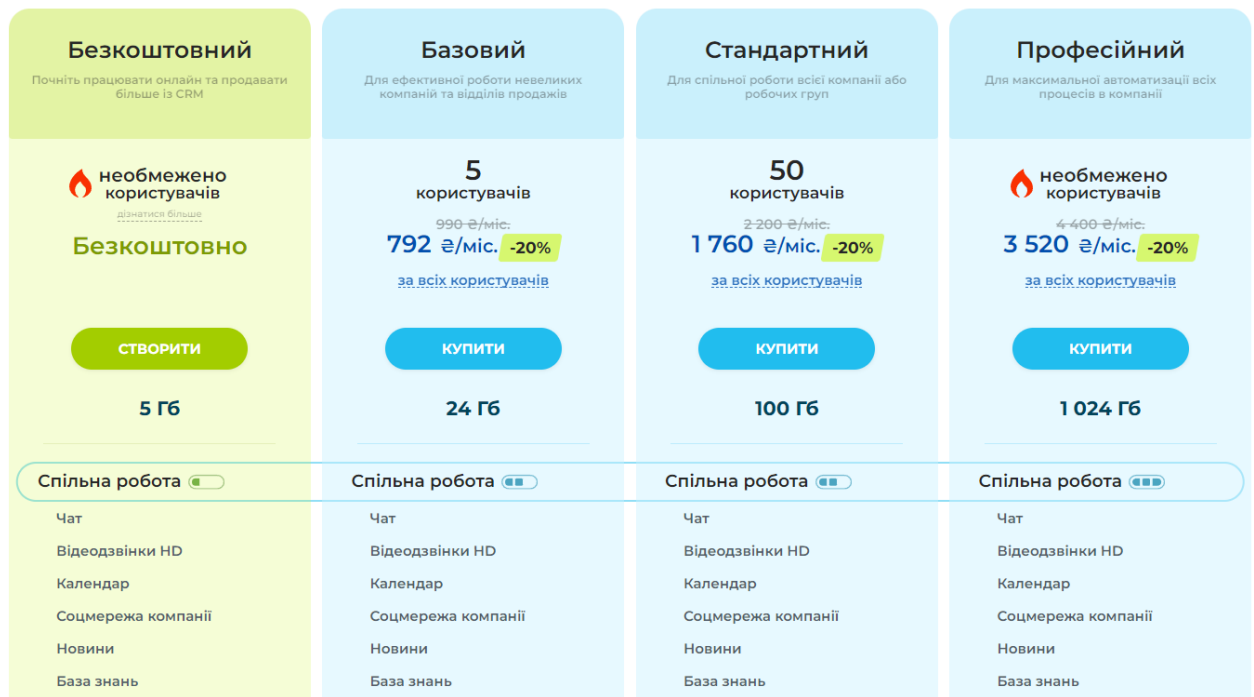 Безкоштовний
Почніть працювати онлайн та продавати
більше із CRM
необмежено
користувачів
дізнатися більше
Безкоштовно
СТВОРИТИ
5 Гб
Спільна робота
Чат
Відеодзвінки HD
Календар
Соцмережа компанії
Новини
База знань
Базовий
Для ефективної роботи невеликих
компаній та відділів продажів
5
користувачів
990 ₴/міс.
792 ₴/міс. -20%
за всіх користувачів
КУПИТИ
24 Гб
Спільна робота
Чат
Відеодзвінки HD
Календар
Соцмережа компанії
Новини
База знань
Стандартний
Для спільної роботи всієї компанії або
робочих груп
50
користувачів
2 200 ₴/міс.
1 760 ₴/міс. -20%
за всіх користувачів
КУПИТИ
100 Гб
Спільна робота
Чат
Відеодзвінки HD
Календар
Соцмережа компанії
Новини
База знань
Професійний
Для максимальної автоматизації всіх
процесів в компанії
необмежено
користувачів
4 400 ₴/міс.
3 520 ₴/міс. -20%
за всіх користувачів
КУПИТИ
1 024 Гб
Спільна робота
Чат
Відеодзвінки HD
Календар
Соцмережа компанії
Новини
База знань